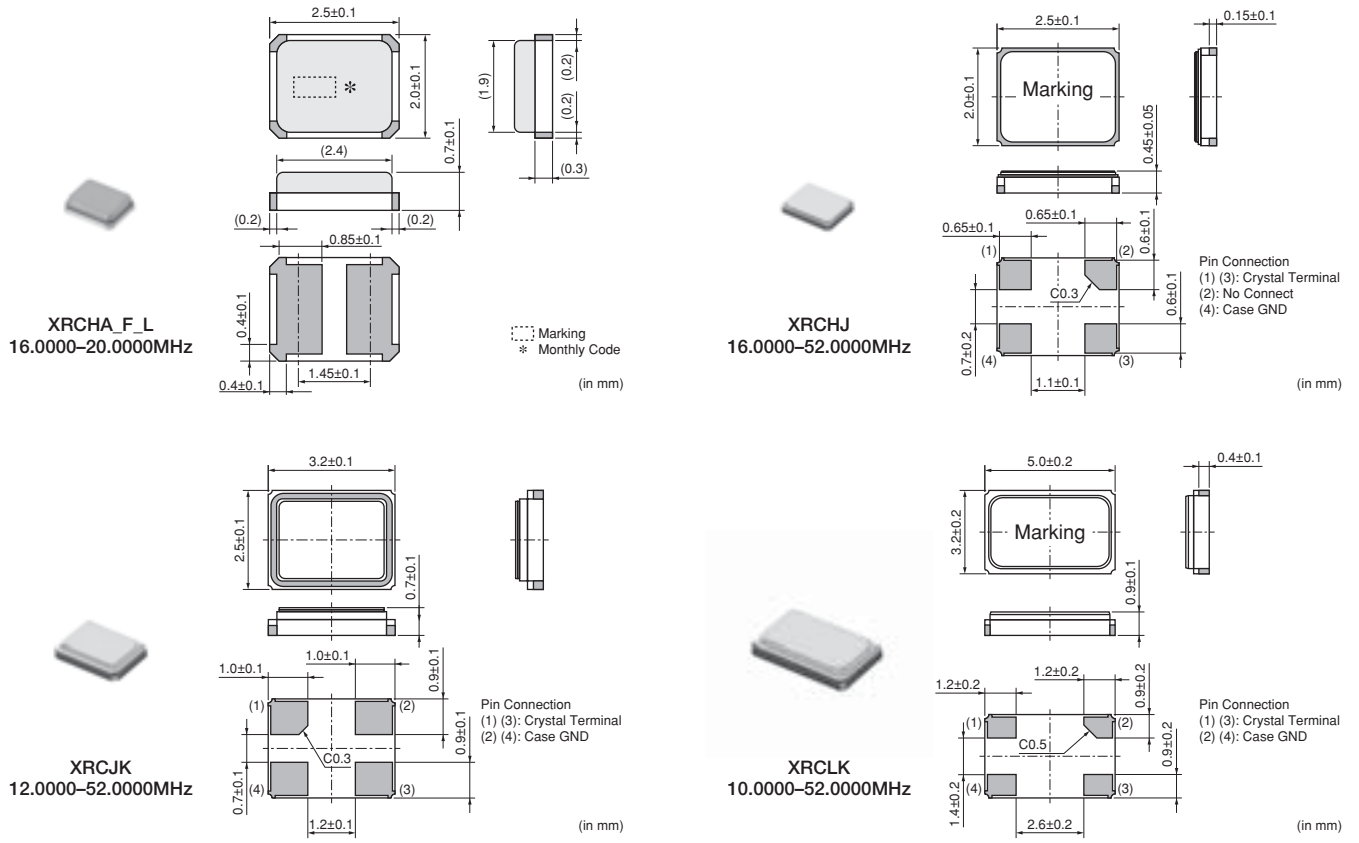 2.5±0.1
2.0±0.1
(1.9)
(0.2)
(0.2)
(0.3)
(2.4)
0.7±0.1
(0.2)
(0.2)
0.85±0.1
0.4±0.1
0.4±0.1
1.45±0.1
*
XRCHA_F_L
16.0000–20.0000MHz
Marking
* Monthly Code
(in mm)
2.5±0.1
0.15±0.1
2.0±0.1
Marking
0.45±0.05
0.65±0.1
0.65±0.1
0.6±0.1
(1)
(2)
C0.3
0.6±0.1
0.7±0.2
(4)
(3)
1.1±0.1
Pin Connection
(1) (3): Crystal Terminal
(2): No Connect
(4): Case GND
XRCHJ
16.0000–52.0000MHz
(in mm)
3.2±0.1
2.5±0.1
0.7±0.1
1.0±0.1
1.0±0.1
0.9±0.1
(1)
(2)
C0.3
0.9±0.1
0.7±0.1
(4)
(3)
1.2±0.1
Pin Connection
(1) (3): Crystal Terminal
(2) (4): Case GND
XRCJK
12.0000–52.0000MHz
(in mm)
5.0±0.2
0.4±0.1
3.2±0.2
Marking
0.9±0.1
1.2±0.2
1.2±0.2
0.9±0.2
(1)
(2)
C0.5
0.9±0.2
1.4±0.2
(4)
(3)
2.6±0.2
Pin Connection
(1) (3): Crystal Terminal
(2) (4): Case GND
XRCLK
10.0000–52.0000MHz
(in mm)